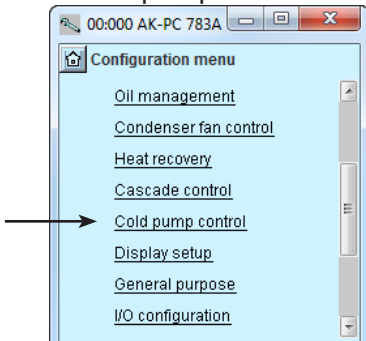 00:000 AK-PC 783A
Configuration menu
Oil management
Condenser fan control
Heat recovery
Cascade control
Cold pump control
Display setup
General purpose
I/O configuration